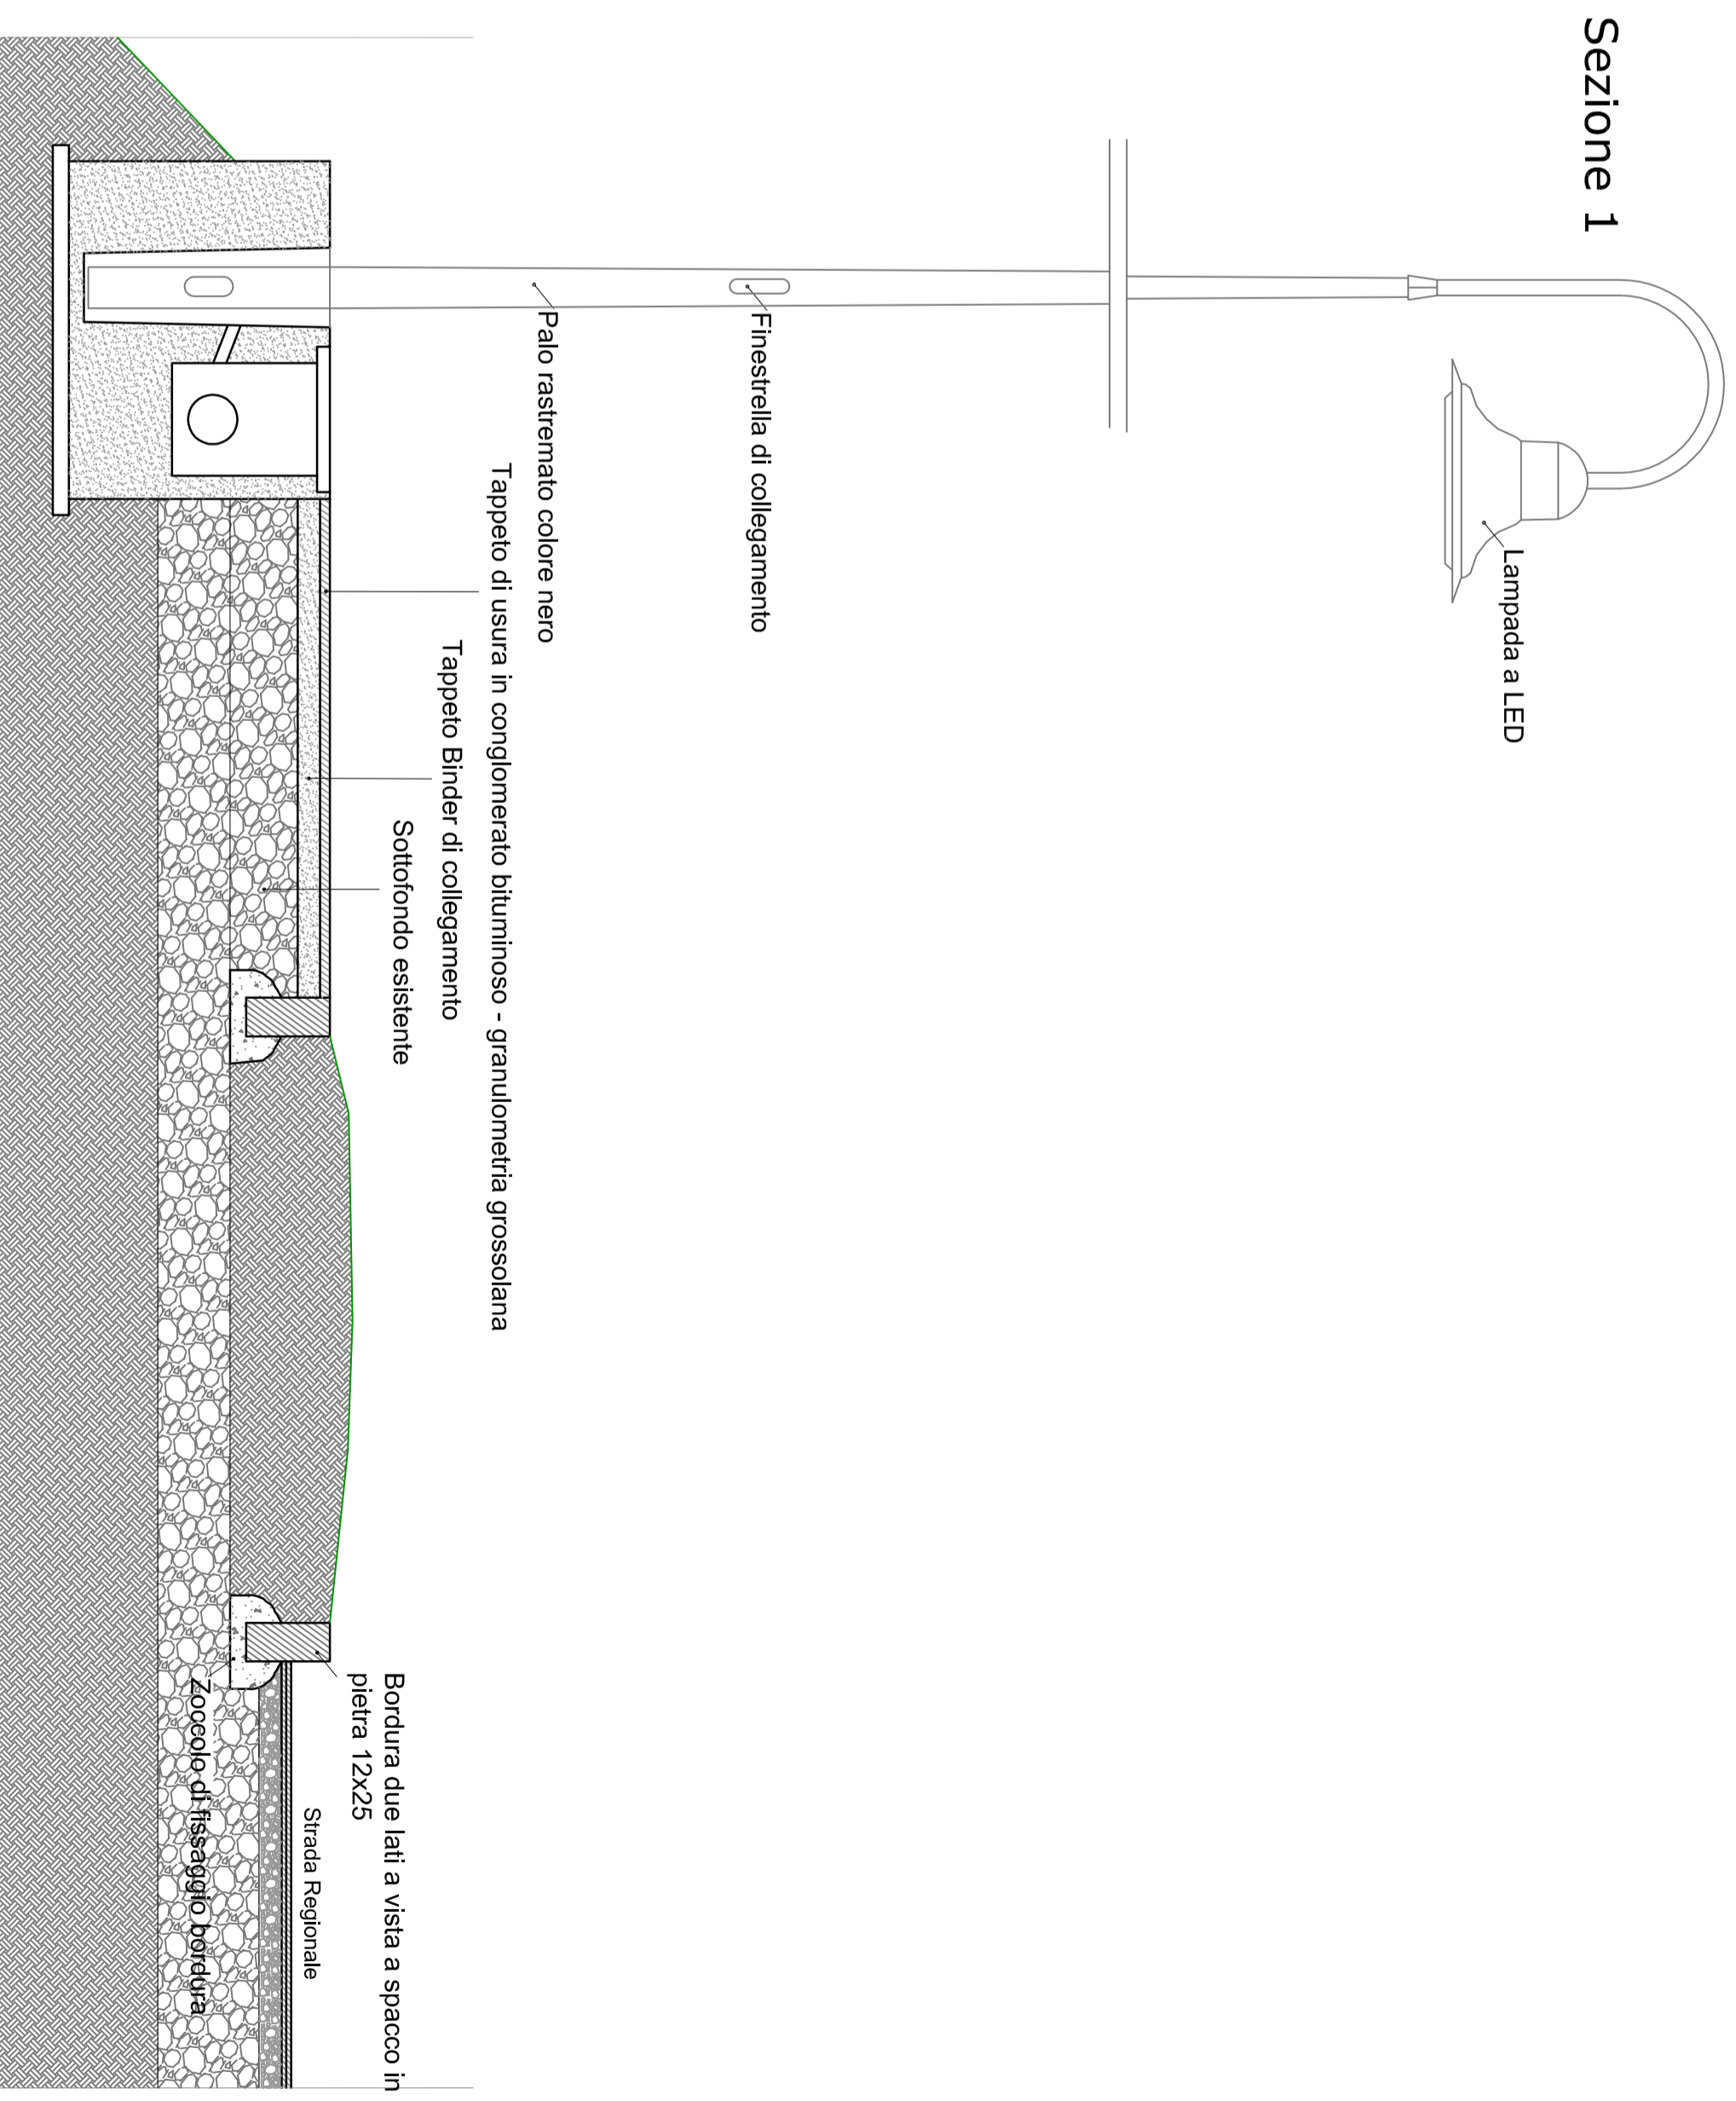 Sezione 1
Lampada a LED
Finestrella di collegamento
Palo rastremato colore nero
Tappeto di usura in conglomerato bituminoso - granulometria grossolana
Tappeto Binder di collegamento
Sottofondo esistente
Bordura due lati a vista a spacco in
pietra 12x25
Strada Regionale
Zoccolo di fissaggio bordura